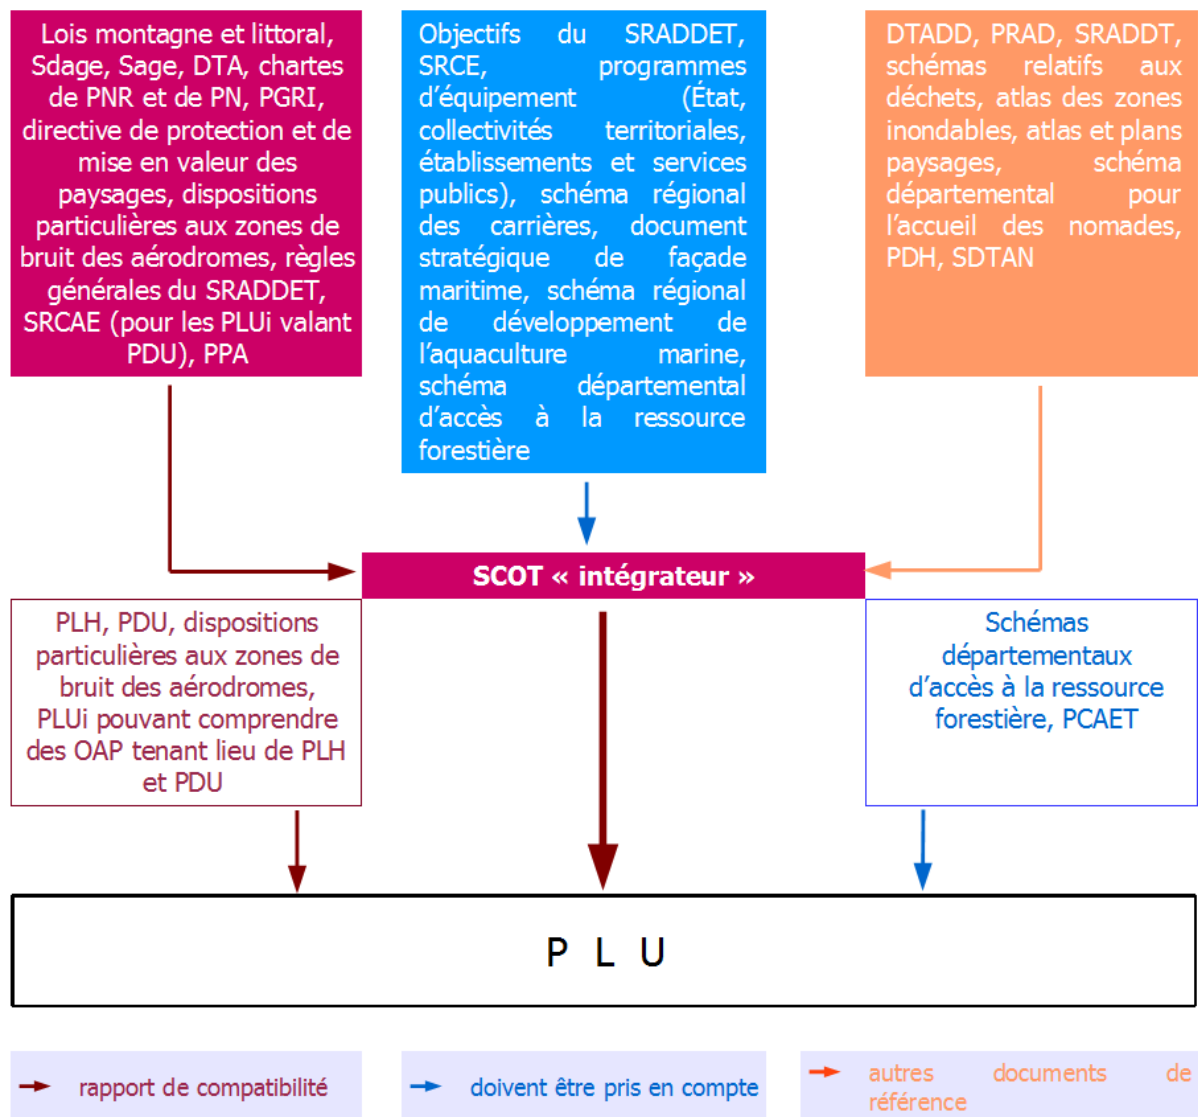 Lois montagne et littoral,
Sdage, Sage, DTA, chartes
de PNR et de PN, PGRI,
directive de protection et de
mise en valeur des
paysages, dispositions
particulières aux zones de
bruit des aérodromes, règles
générales du SRADDET,
SRCAE (pour les PLUi valant
PDU), PPA
Objectifs du SRADDET,
SRCE, programmes
d’équipement (État,
collectivités territoriales,
établissements et services
publics), schéma régional
des carrières, document
stratégique de façade
maritime, schéma régional
de développement de
l’aquaculture marine,
schéma départemental
d’accès à la ressource
forestière
DTADD, PRAD, SRADDT,
schémas relatifs aux
déchets, atlas des zones
inondables, atlas et plans
paysages, schéma
départemental pour
l’accueil des nomades,
PDH, SDTAN
SCOT « intégrateur »
PLH, PDU, dispositions
particulières aux zones de
bruit des aérodromes,
PLUi pouvant comprendre
des OAP tenant lieu de PLH
et PDU
Schémas
départementaux
d’accès à la ressource
forestière, PCAET
P L U
rapport de compatibilité
doivent être pris en compte
autres documents de
référence